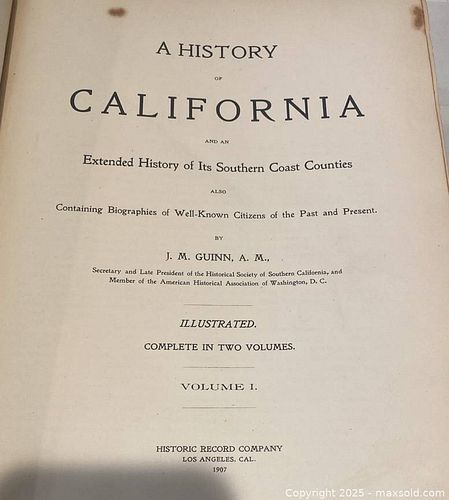 A HISTORY
OF
CALIFORNIA
AND AN
Extended History of Its Southern Coast Counties
ALSO
Containing Biographies of Well-Known Citizens of the Past and Present.
BY
J. M. GUINN, A. M.,
Secretary and Late President of the Historical Society of Southern California, and
Member of the American Historical Association of Washington, D. C.
ILLUSTRATED.
COMPLETE IN TWO VOLUMES.
VOLUME I.
HISTORIC RECORD COMPANY
LOS ANGELES, CAL.
1907
Copyright © 2025 - maxsold.com